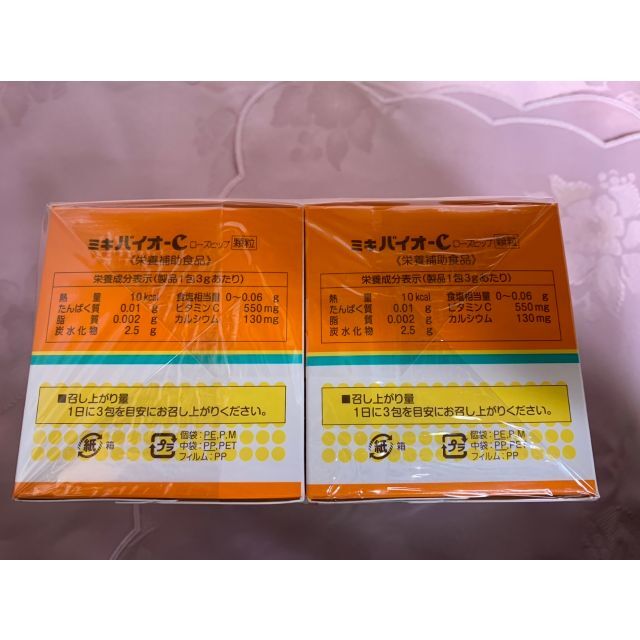 ミキバイオ-C ローズヒップ 顆粒
《栄養補助食品》
栄養成分表示(製品1包3gあたり)
熱量 10kcal 食塩相当量 0〜0.06 g
たんぱく質 0.01 g ビタミンC 550mg
脂質 0.002 g カルシウム 130mg
炭水化物 2.5 g
■召し上がり量
1日に3包を目安にお召し上がりください。
紙 箱
プラ 個袋:PE,P,M
中袋:PP,PET
フィルム:PP
ミキバイオ-C ローズヒップ 顆粒
《栄養補助食品》
栄養成分表示(製品1包3gあたり)
熱量 10kcal 食塩相当量 0〜0.06 g
たんぱく質 0.01 g ビタミンC 550mg
脂質 0.002 g カルシウム 130mg
炭水化物 2.5 g
■召し上がり量
1日に3包を目安にお召し上がりください。
紙 箱
プラ 個袋:PE,P,M
中袋:PP,PET
フィルム:PP